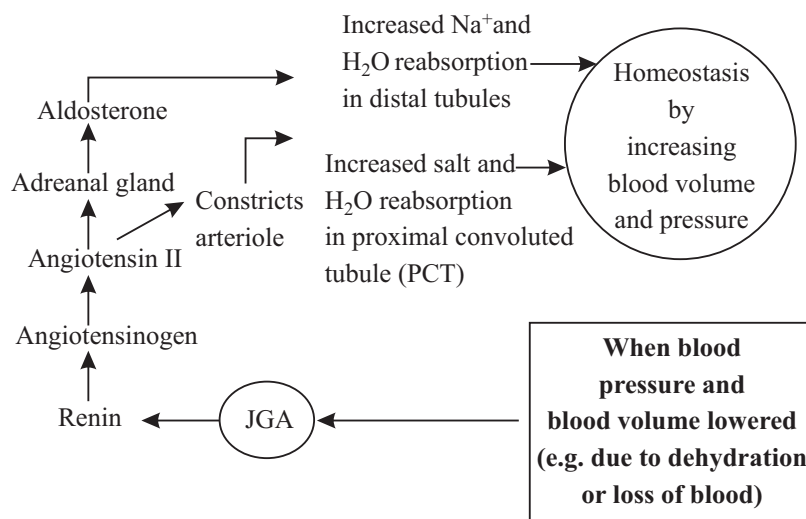 Increased Na⁺and
H₂O reabsorption
in distal tubules
Homeostasis
by
increasing
blood volume
and pressure
Aldosterone
Increased salt and
H₂O reabsorption
in proximal convoluted
tubule (PCT)
Adreanal gland
Constricts
arteriole
Angiotensin II
Angiotensinogen
Renin
JGA
When blood
pressure and
blood volume lowered
(e.g. due to dehydration
or loss of blood)